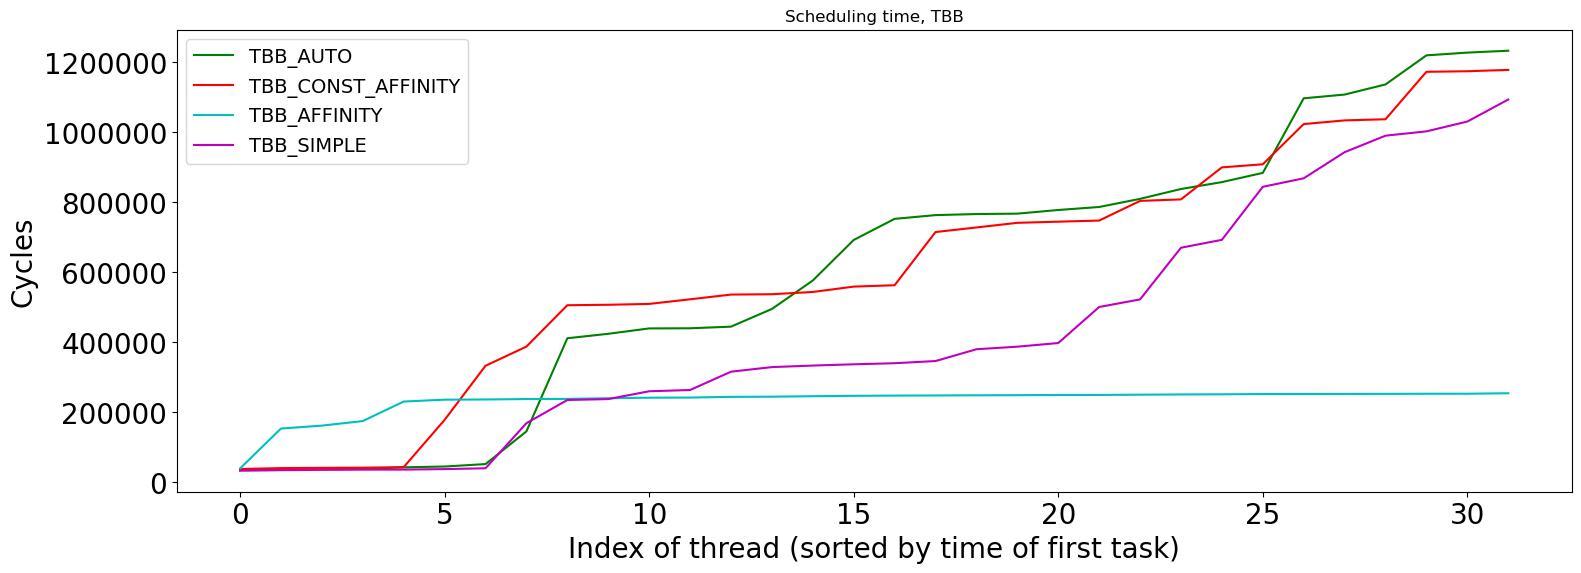 Scheduling time, TBB
TBB_AUTO
TBB_CONST_AFFINITY
TBB_AFFINITY
TBB_SIMPLE
Cycles
1200000
1000000
800000
600000
400000
200000
0
0 5 10 15 20 25 30
Index of thread (sorted by time of first task)